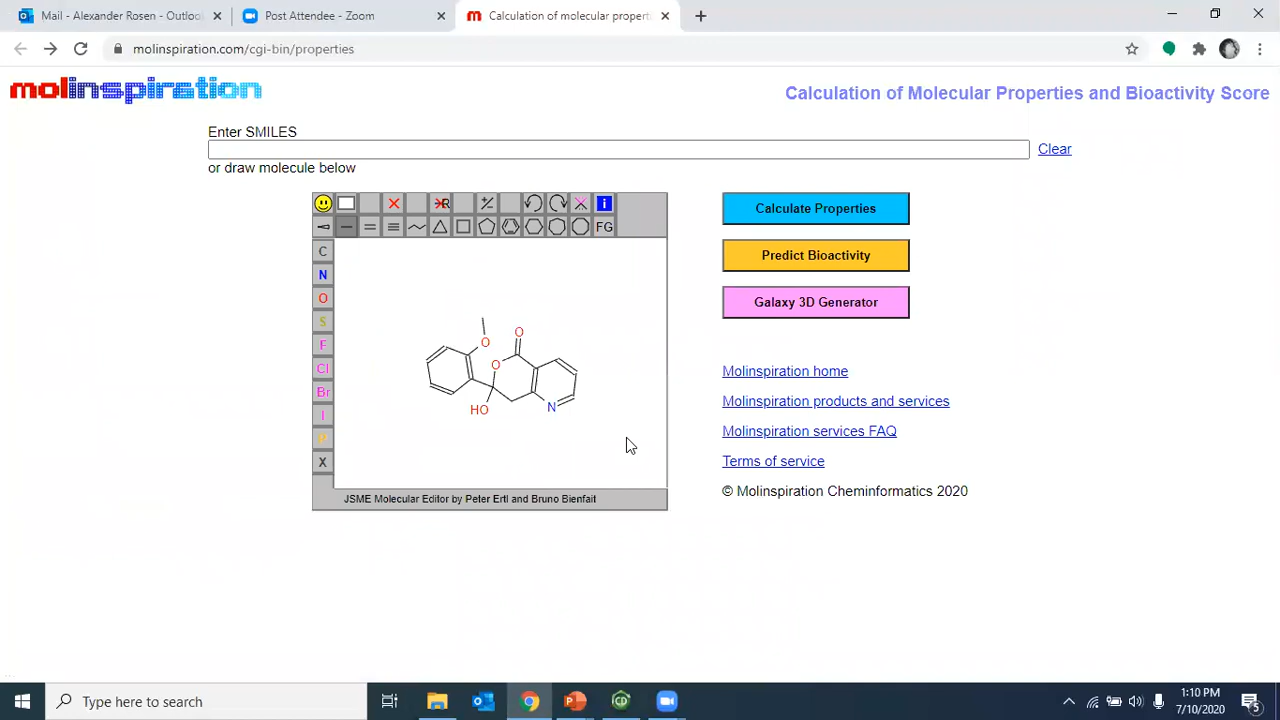 Mail - Alexander Rosen - Outloo
Post Attendee - Zoom
Calculation of molecular propert
molinspiration.com/cgi-bin/properties
molinspiration
Calculation of Molecular Properties and Bioactivity Score
Enter SMILES
Clear
or draw molecule below
R
i
FG
C
N
O
S
F
Cl
Br
I
P
X
O
O
O
HO
N
JSME Molecular Editor by Peter Ertl and Bruno Bienfait
Calculate Properties
Predict Bioactivity
Galaxy 3D Generator
Molinspiration home
Molinspiration products and services
Molinspiration services FAQ
Terms of service
© Molinspiration Cheminformatics 2020
Type here to search
1:10 PM
7/10/2020
5